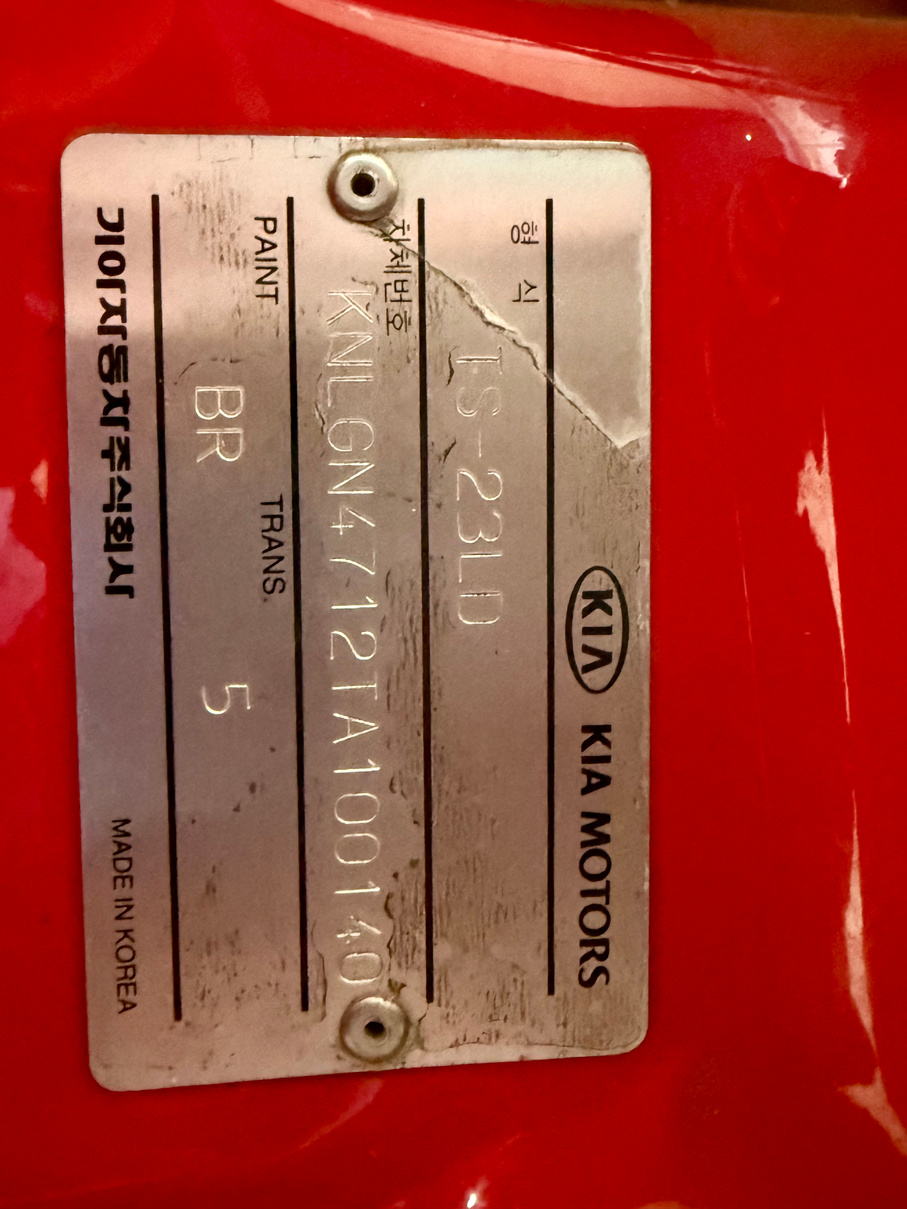 KIA KIA MOTORS
형 식 TS-23LD
차체번호
KNLGN4712TA100140
PAINT TRANS.
BR 5
기아자동차주식회사 MADE IN KOREA